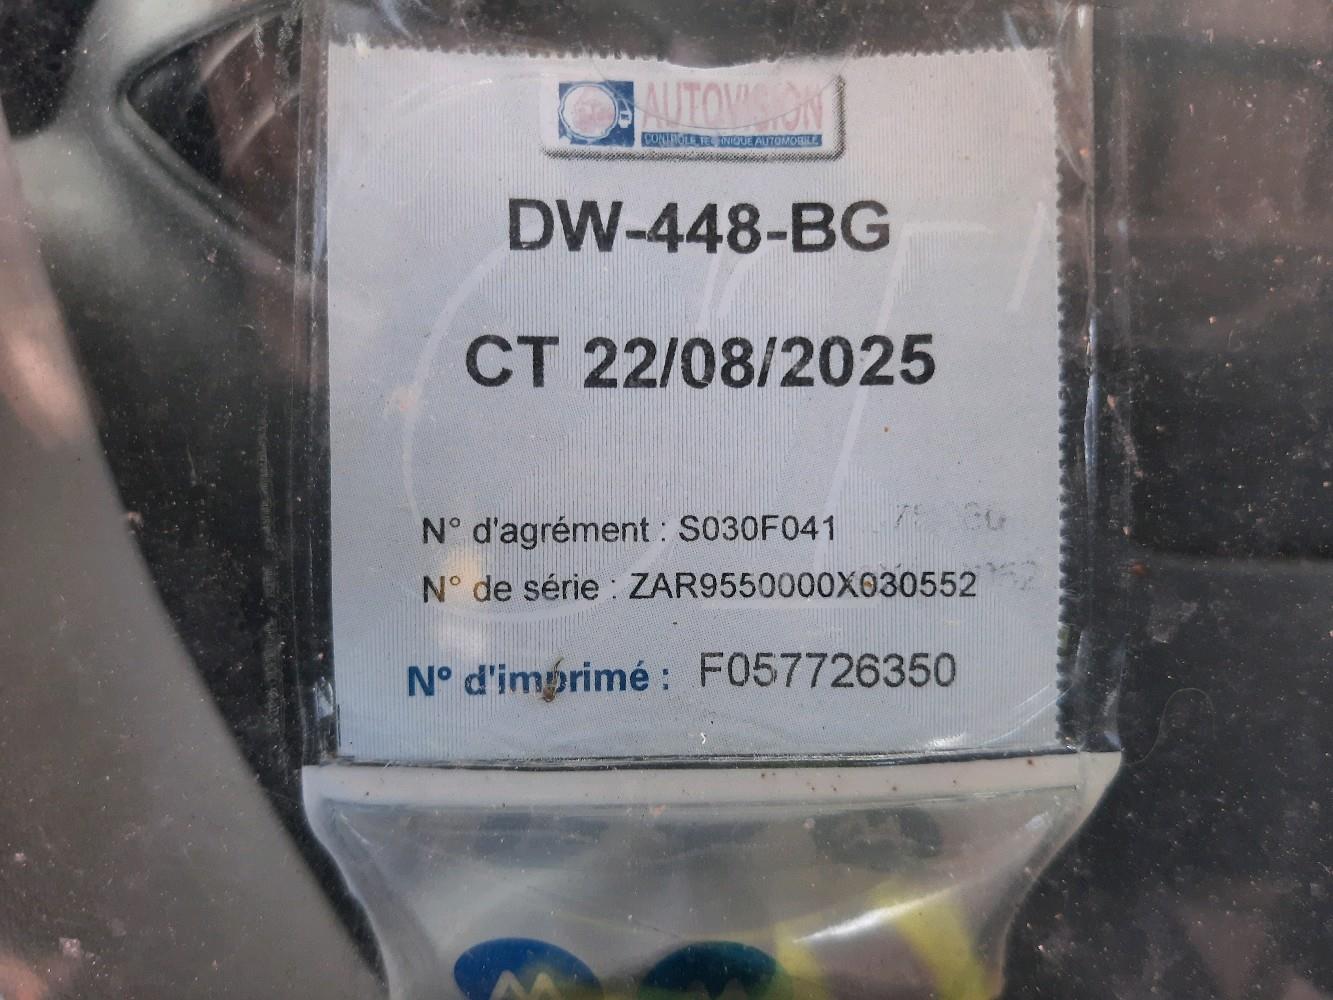 AUTOVISION
CONTROLE TECHNIQUE AUTOMOBILE
DW-448-BG
CT 22/08/2025
N° d'agrément : S030F041
N° de série : ZAR9550000X030552
N° d'imprimé : F057726350